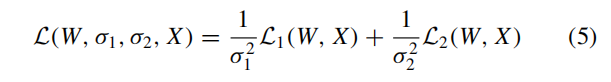 ℒ(W, σ₁, σ₂, X) = 1/σ₁² ℒ₁(W, X) + 1/σ₂² ℒ₂(W, X) (5)